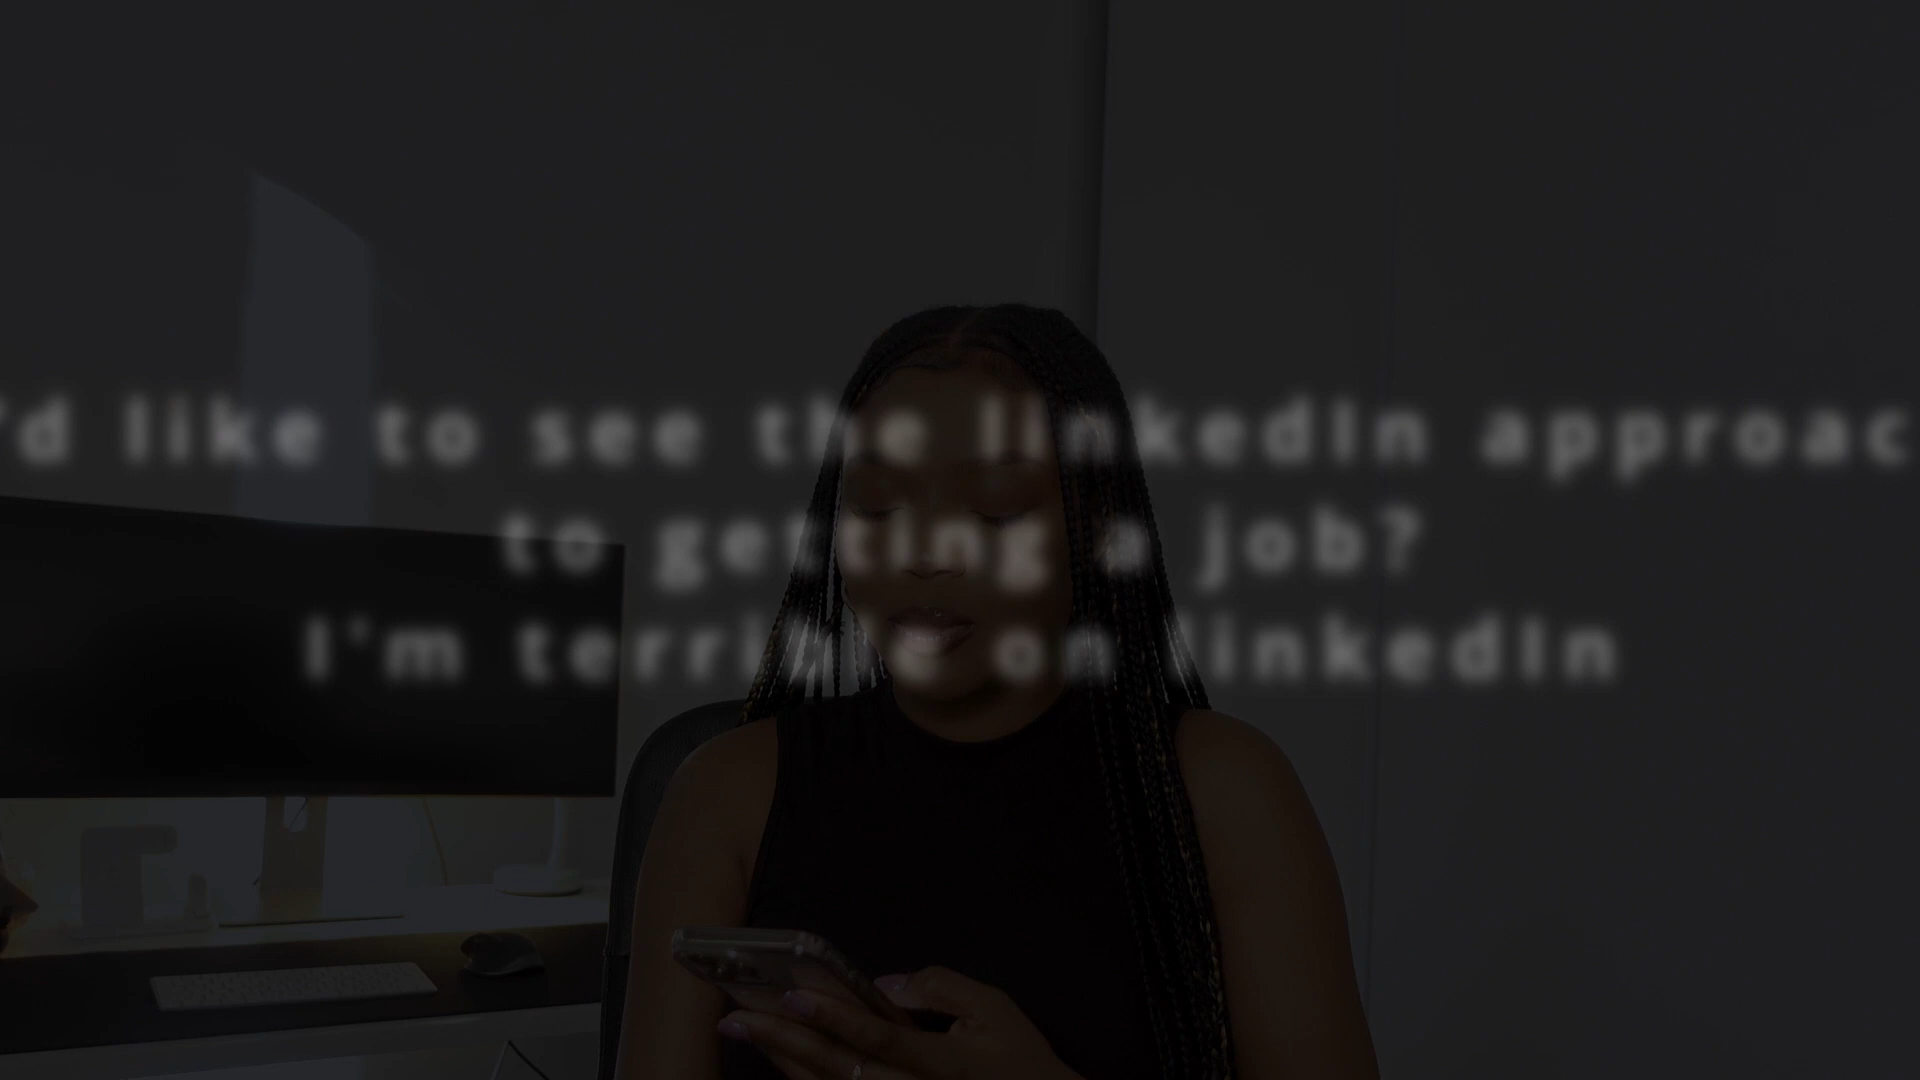 'd like to see the linkedIn approac
to getting a job?
I'm terrible on linkedIn